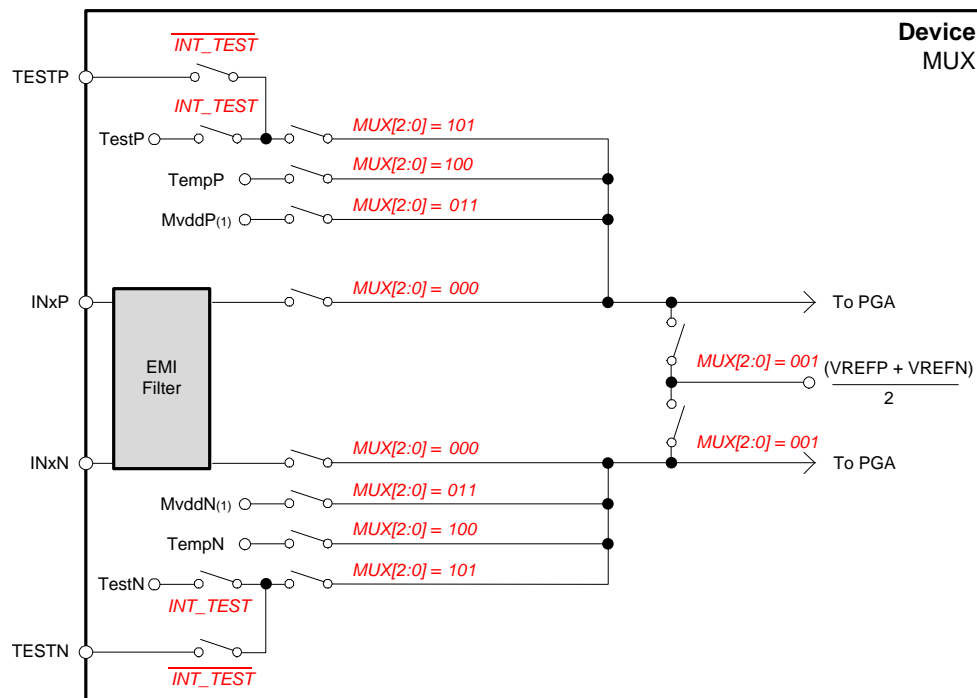 Device
MUX
INT_TEST
TESTP
INT_TEST
TestP
MUX[2:0] = 101
TempP
MUX[2:0] = 100
MvddP(1)
MUX[2:0] = 011
INxP
MUX[2:0] = 000
To PGA
EMI
Filter
MUX[2:0] = 001
(VREFP + VREFN)
2
INxN
MUX[2:0] = 000
MUX[2:0] = 001
To PGA
MvddN(1)
MUX[2:0] = 011
TempN
MUX[2:0] = 100
TestN
MUX[2:0] = 101
INT_TEST
TESTN
INT_TEST